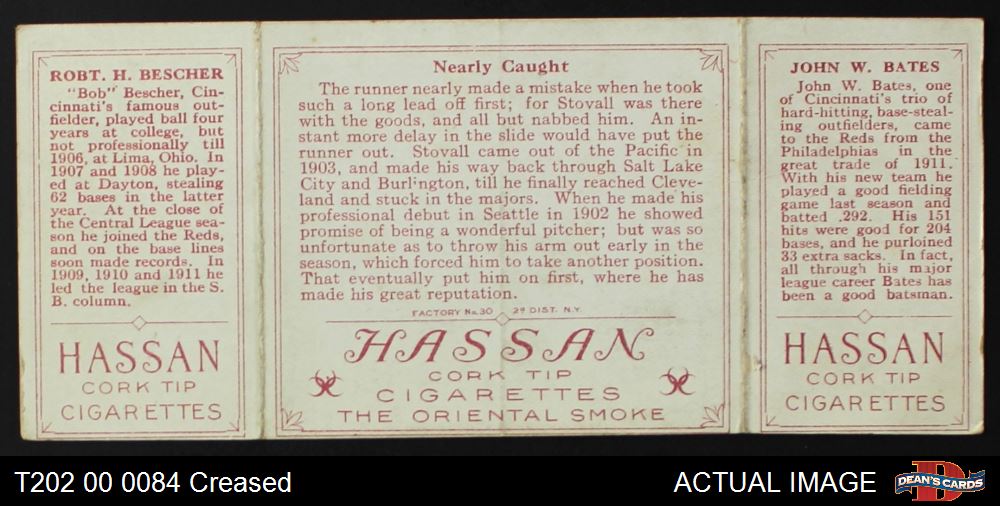 ROBT. H. BESCHER
"Bob" Bescher, Cin-
cinnati's famous out-
fielder, played ball four
years at college, but
not professionally till
1906, at Lima, Ohio. In
1907 and 1908 he play-
ed at Dayton, stealing
62 bases in the latter
year. At the close of
the Central League sea-
son he joined the Reds,
and on the base lines
soon made records. In
1909, 1910 and 1911 he
led the league in the S.
B. column.
HASSAN
CORK TIP
CIGARETTES
Nearly Caught
The runner nearly made a mistake when he took
such a long lead off first; for Stovall was there
with the goods, and all but nabbed him. An in-
stant more delay in the slide would have put the
runner out. Stovall came out of the Pacific in
1903, and made his way back through Salt Lake
City and Burlington, till he finally reached Cleve-
land and stuck in the majors. When he made his
professional debut in Seattle in 1902 he showed
promise of being a wonderful pitcher; but was so
unfortunate as to throw his arm out early in the
season, which forced him to take another position.
That eventually put him on first, where he has
made his great reputation.
FACTORY No. 30 2d DIST. N.Y.
HASSAN
CORK TIP
CIGARETTES
THE ORIENTAL SMOKE
JOHN W. BATES
John W. Bates, one
of Cincinnati's trio of
hard-hitting, base-steal-
ing outfielders, came
to the Reds from the
Philadelphias in the
great trade of 1911.
With his new team he
played a good fielding
game last season and
batted .292. His 151
hits were good for 204
bases, and he purloined
33 extra sacks. In fact,
all through his major
league career Bates has
been a good batsman.
HASSAN
CORK TIP
CIGARETTES
T202 00 0084 Creased
ACTUAL IMAGE
D
DEAN'S CARDS